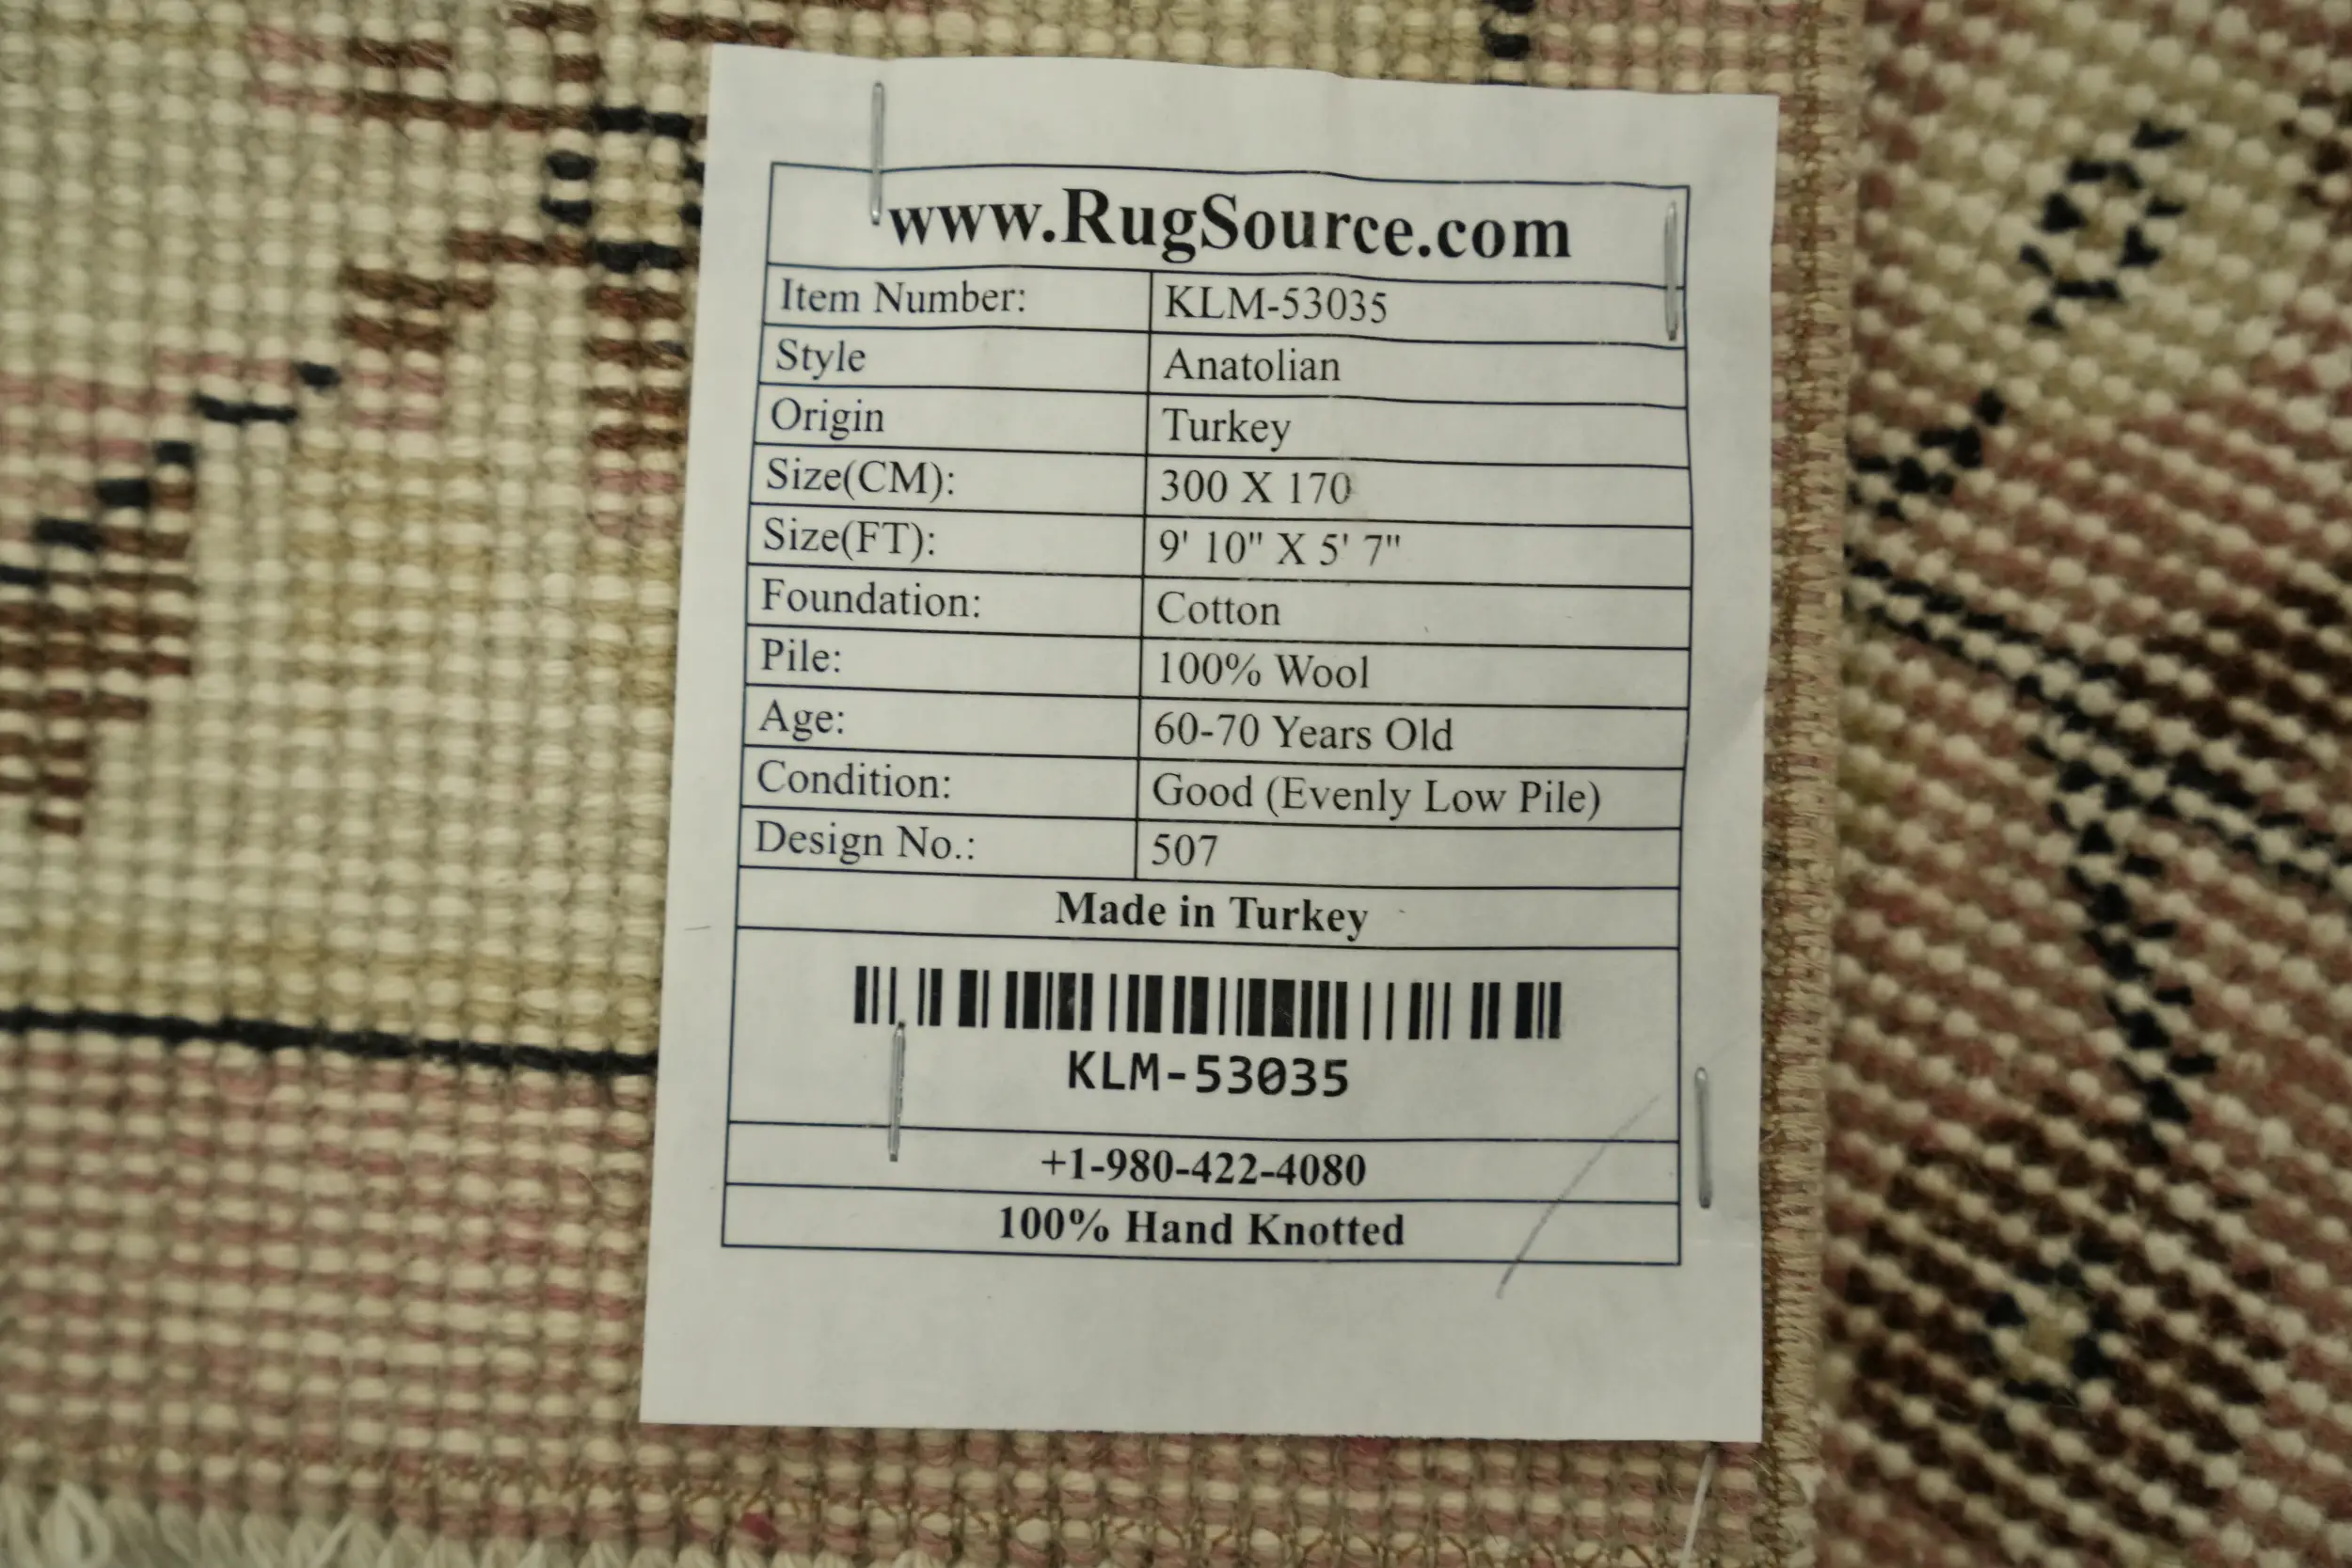 www.RugSource.com
Item Number: KLM-53035
Style Anatolian
Origin Turkey
Size(CM): 300 X 170
Size(FT): 9' 10" X 5' 7"
Foundation: Cotton
Pile: 100% Wool
Age: 60-70 Years Old
Condition: Good (Evenly Low Pile)
Design No.: 507
Made in Turkey
KLM-53035
+1-980-422-4080
100% Hand Knotted